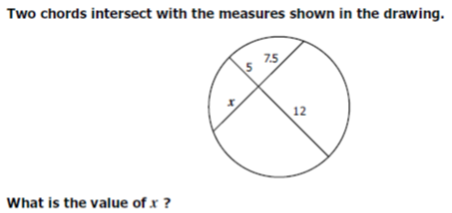 Two chords intersect with the measures shown in the drawing.
7.5
5
x
12
What is the value of x ?